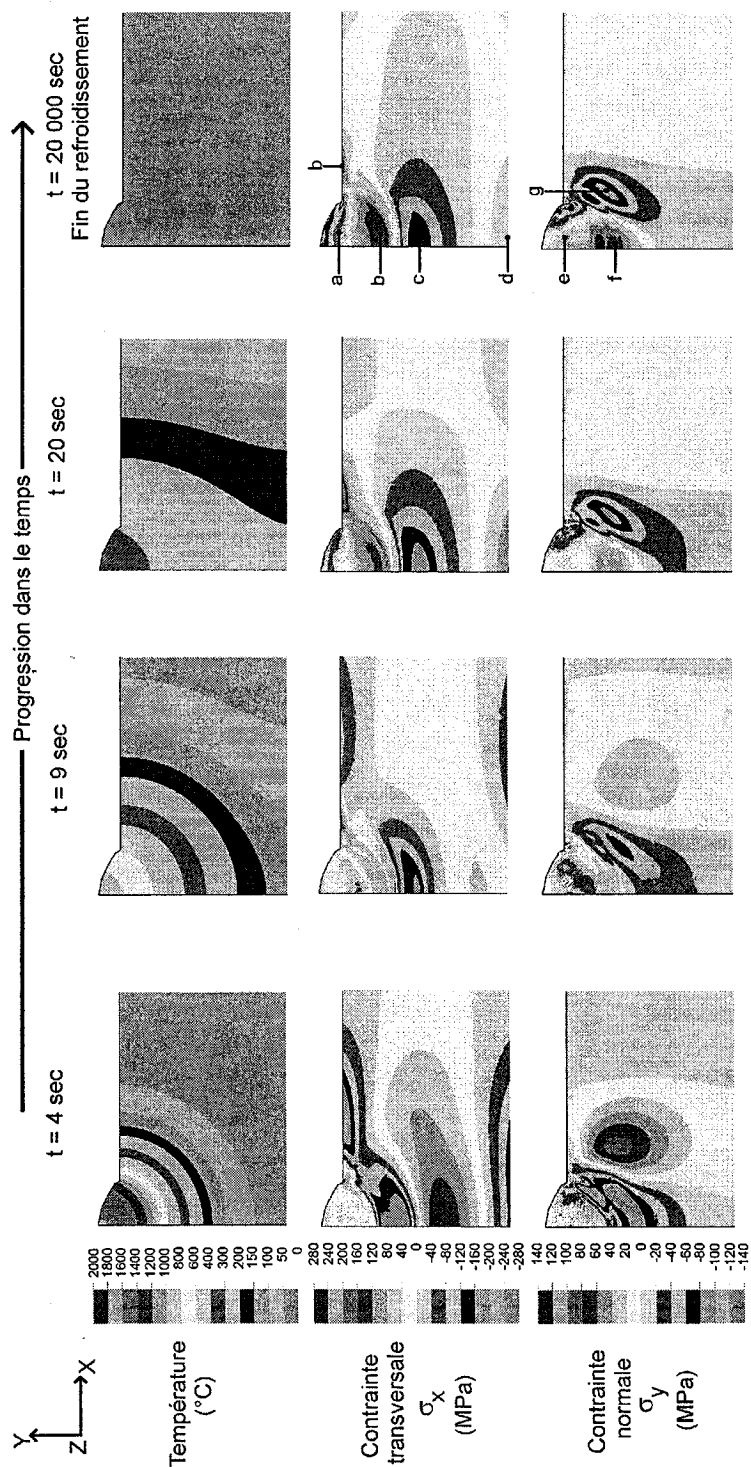 Progression dans le temps
t = 4 sec
t = 9 sec
t = 20 sec
t = 20 000 sec
Fin du refroidissement
Y
Z
X
Température
(°C)
2000
1800
1600
1400
1200
1000
800
600
400
300
200
150
100
50
0
Contrainte
transversale
σx
(MPa)
280
240
200
160
120
80
40
0
-40
-80
-120
-160
-200
-240
-280
a
b
b
c
d
Contrainte
normale
σy
(MPa)
140
120
100
80
60
40
20
0
-20
-40
-60
-80
-100
-120
-140
e
f
g